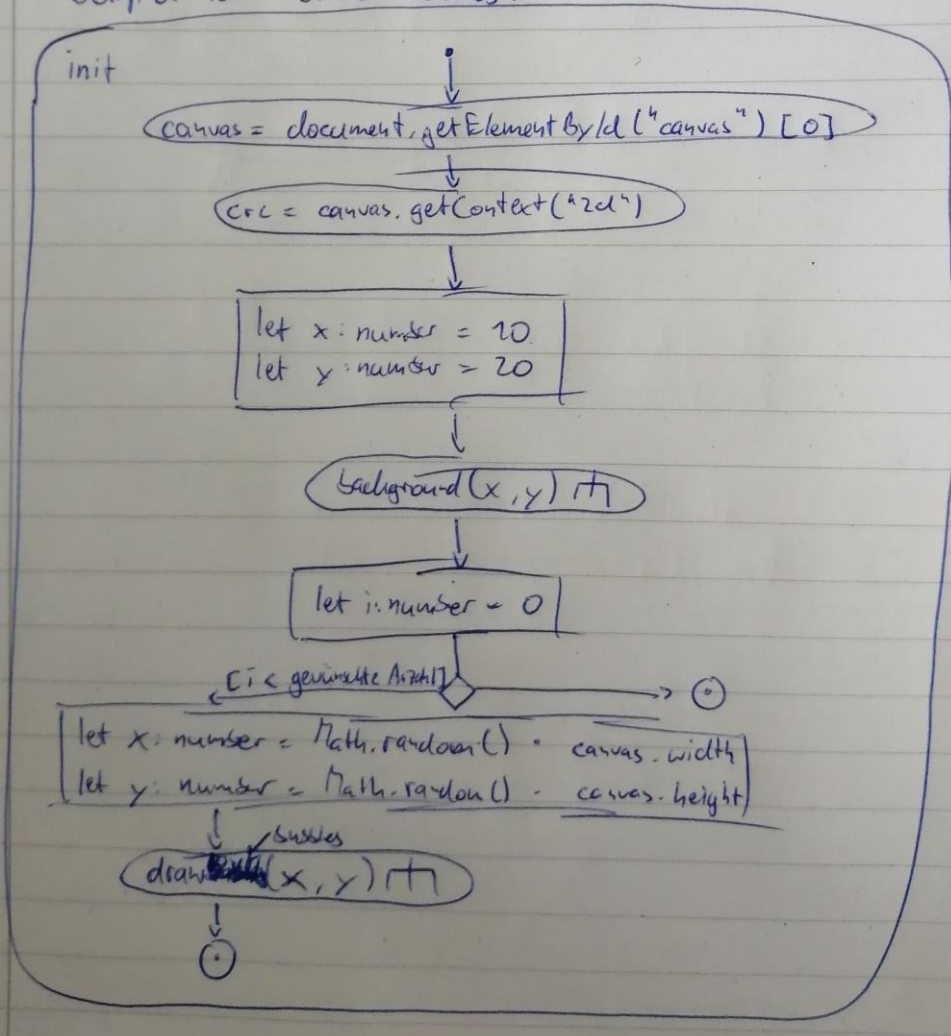 init
canvas = document.getElementById("canvas") [0]
crc = canvas.getContext("2d")
let x: number = 10
let y: number = 20
background(x, y)
let i: number = 0
[i < gewünschte Anzahl]
let x: number = Math.random() · canvas.width
let y: number = Math.random() · canvas.height
bubbles
draw (x, y)